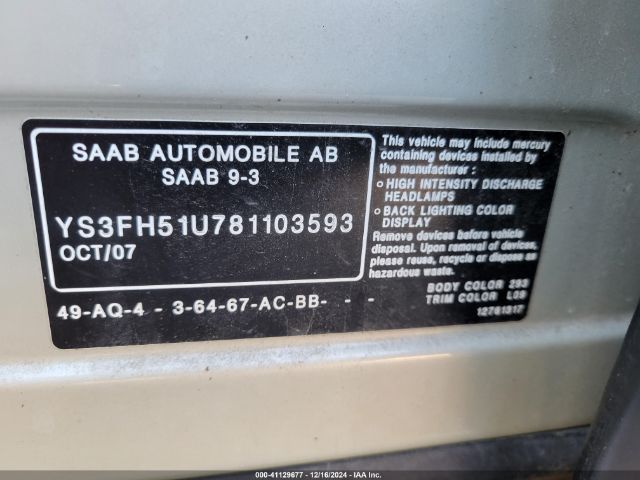 SAAB AUTOMOBILE AB
SAAB 9-3
YS3FH51U781103593
OCT/07
49-AQ-4 - 3-64-67-AC-BB- - -
This vehicle may include mercury
containing devices installed by
the manufacturer :
o HIGH INTENSITY DISCHARGE
HEADLAMPS
o BACK LIGHTING COLOR
DISPLAY
Remove devices before vehicle
disposal. Upon removal of devices,
please reuse, recycle or dispose as
hazardous waste.
BODY COLOR 293
TRIM COLOR L09
12761317
000-41129677 - 12/16/2024 - IAA Inc.